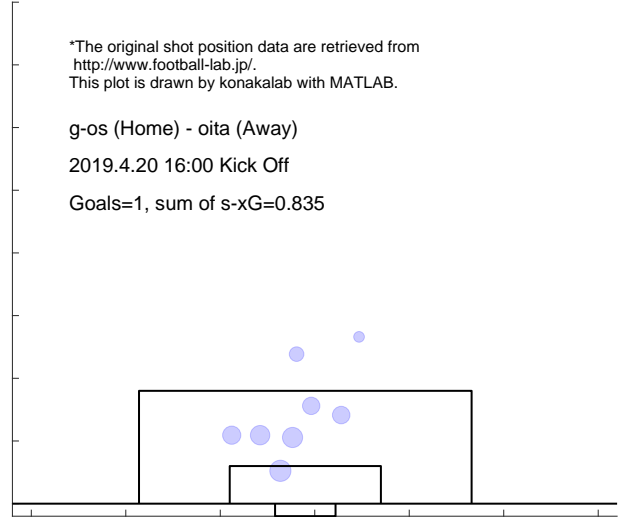 *The original shot position data are retrieved from
http://www.football-lab.jp/.
This plot is drawn by konakalab with MATLAB.
g-os (Home) - oita (Away)
2019.4.20 16:00 Kick Off
Goals=1, sum of s-xG=0.835